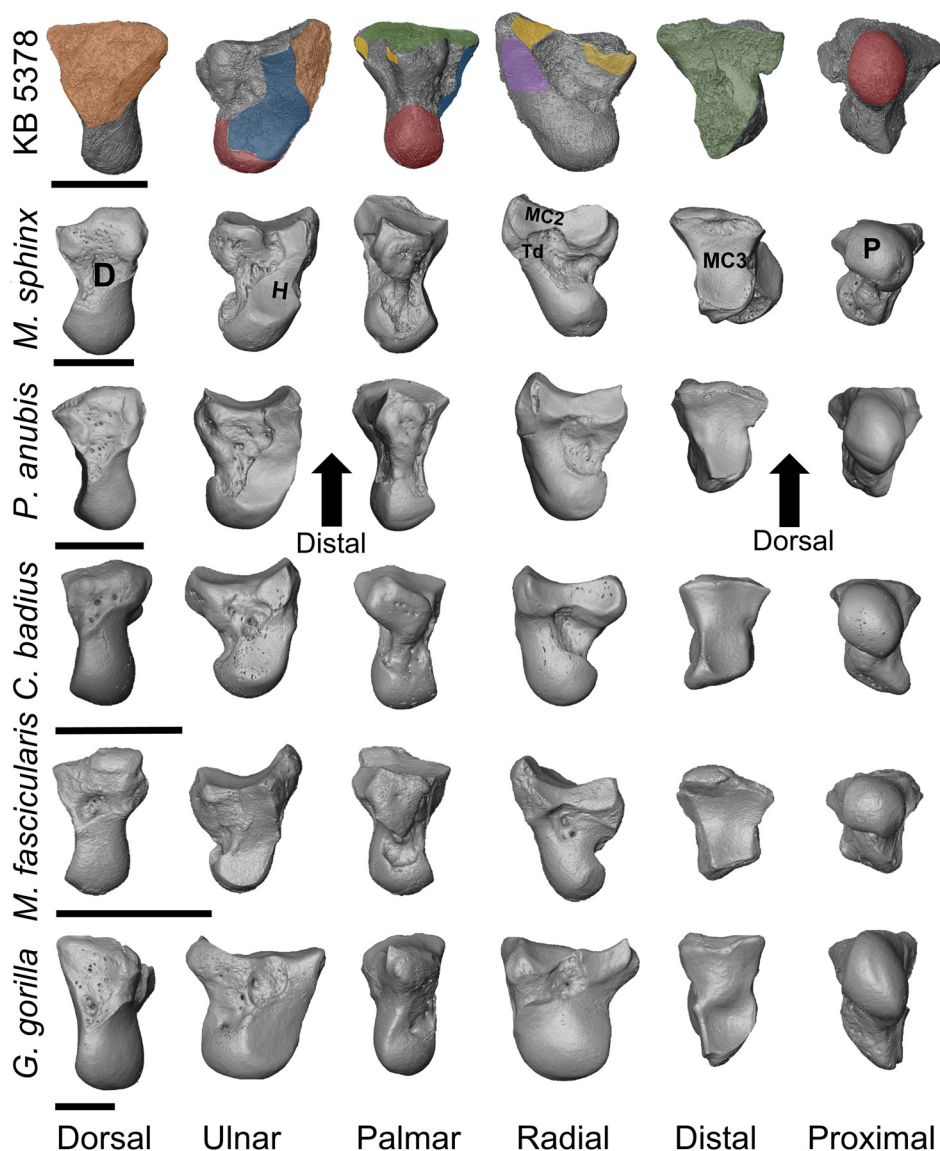 KB 5378
M. sphinx
D
H
MC2
Td
MC3
P
P. anubis
Distal
Dorsal
C. badius
M. fascicularis
G. gorilla
Dorsal Ulnar Palmar Radial Distal Proximal